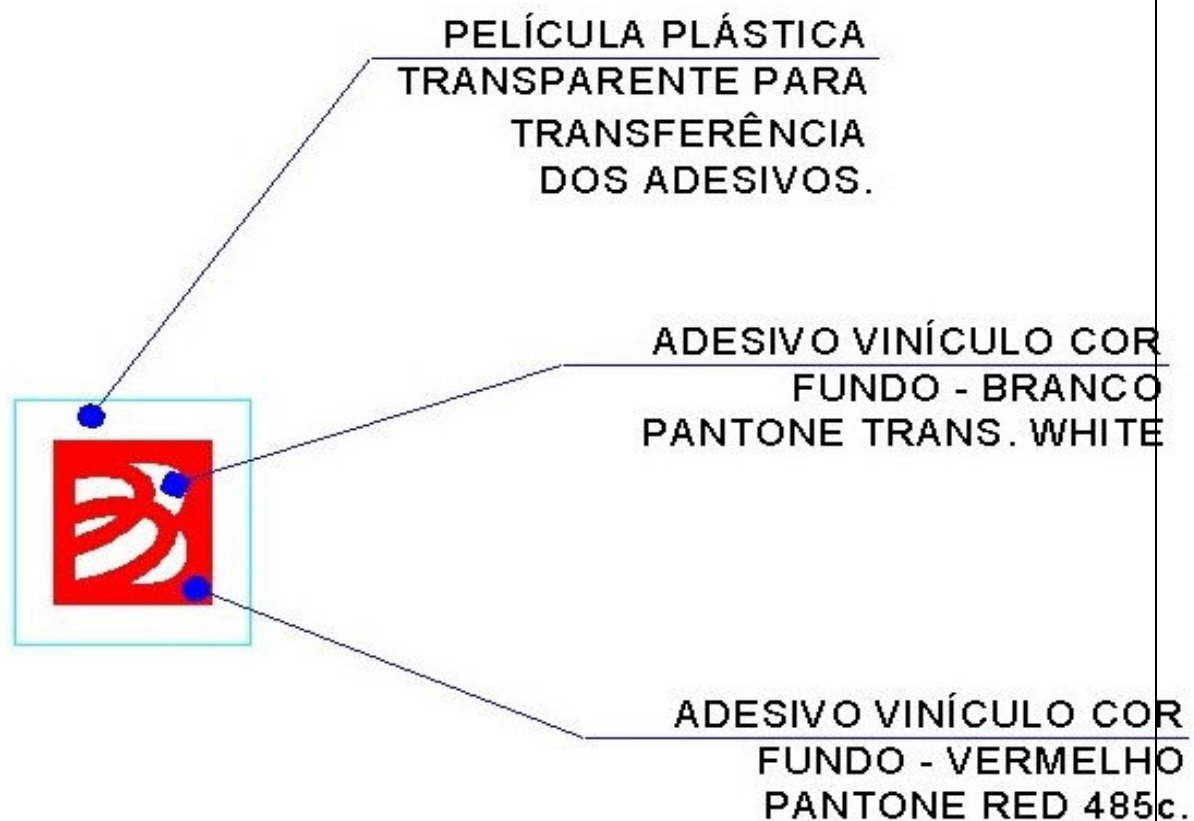 PELÍCULA PLÁSTICA
TRANSPARENTE PARA
TRANSFERÊNCIA
DOS ADESIVOS.
ADESIVO VINÍCULO COR
FUNDO - BRANCO
PANTONE TRANS. WHITE
ADESIVO VINÍCULO COR
FUNDO - VERMELHO
PANTONE RED 485c.